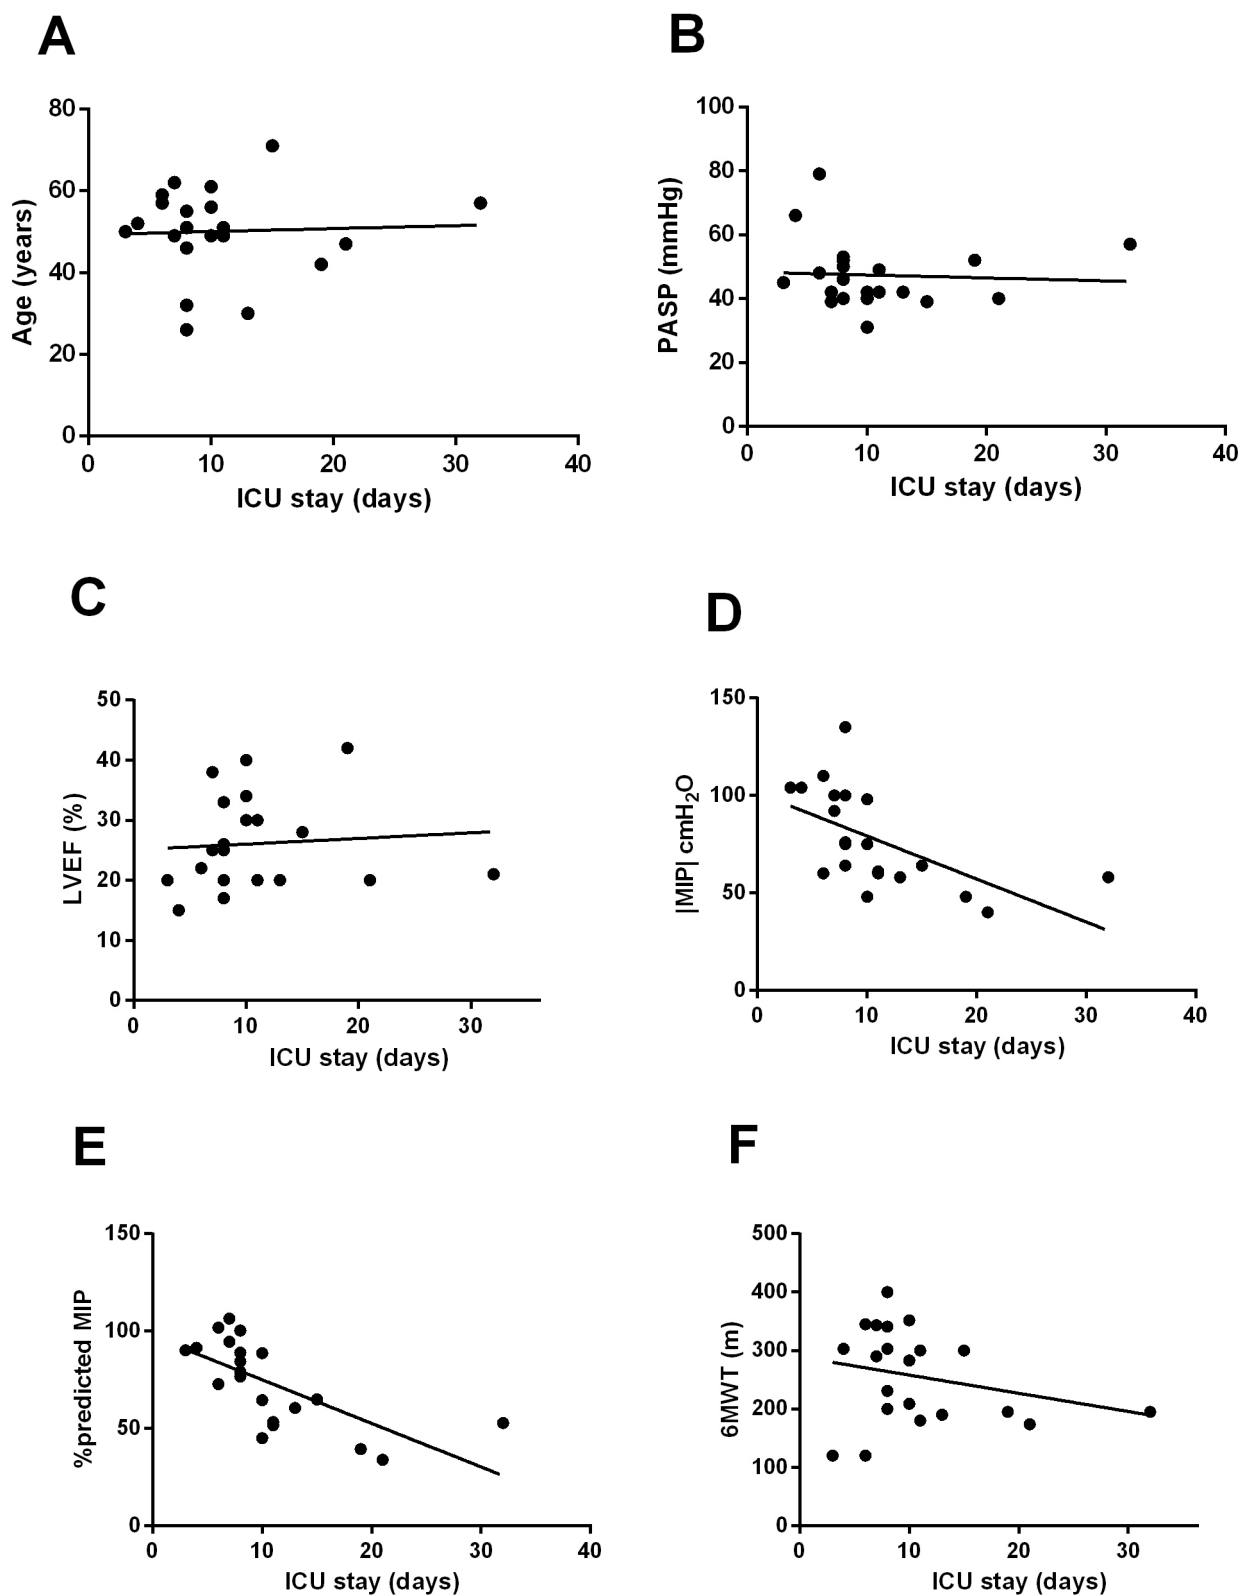 A
80
60
40
20
0
Age (years)
0 10 20 30 40
ICU stay (days)
B
100
80
60
40
20
0
PASP (mmHg)
0 10 20 30 40
ICU stay (days)
C
50
40
30
20
10
0
LVEF (%)
0 10 20 30
ICU stay (days)
D
150
100
50
0
|MIP| cmH₂O
0 10 20 30 40
ICU stay (days)
E
150
100
50
0
%predicted MIP
0 10 20 30 40
ICU stay (days)
F
500
400
300
200
100
0
6MWT (m)
0 10 20 30
ICU stay (days)